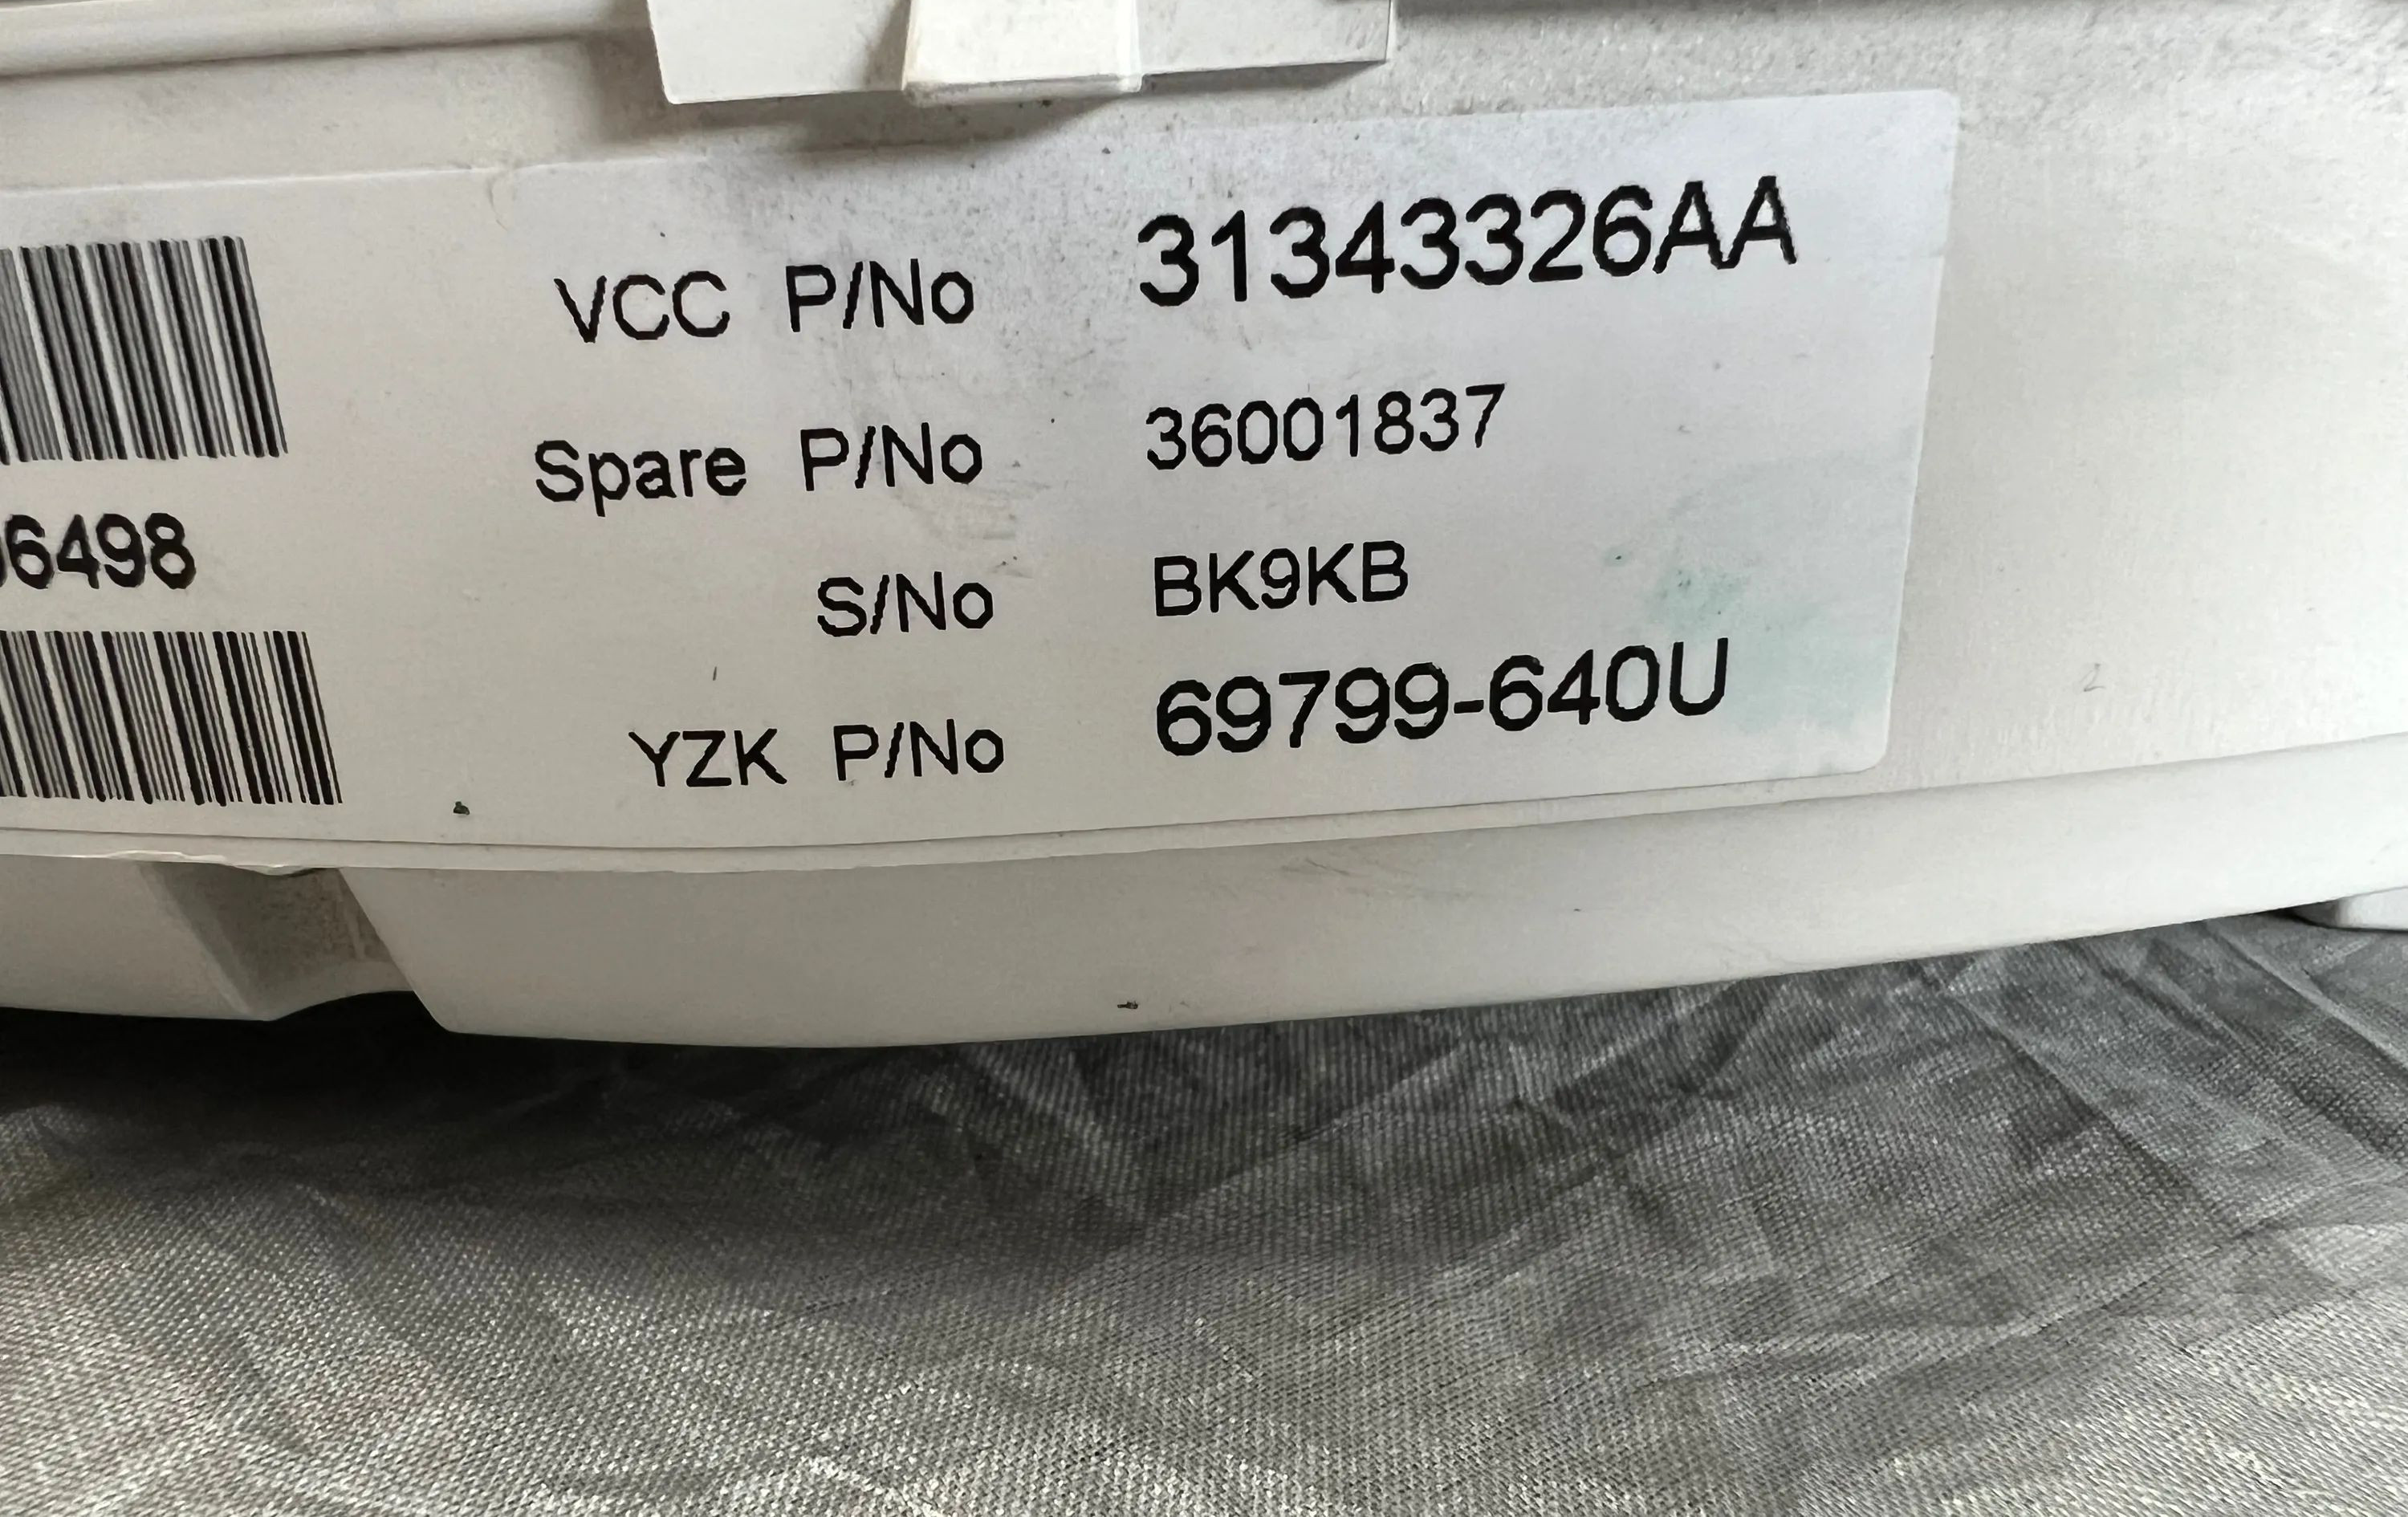 VCC P/No 31343326AA
Spare P/No 36001837
6498
S/No BK9KB
YZK P/No 69799-640U